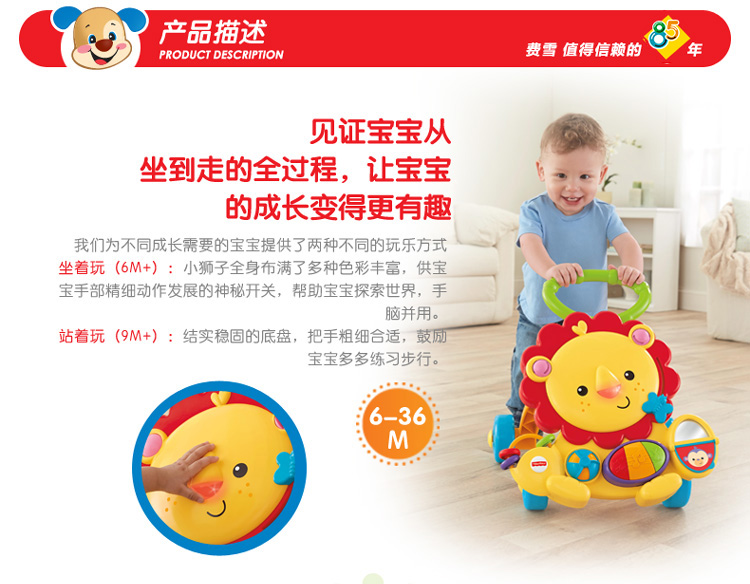 产品描述
PRODUCT DESCRIPTION
费雪 值得信赖的 85 年
见证宝宝从
坐到走的全过程，让宝宝
的成长变得更有趣
我们为不同成长需要的宝宝提供了两种不同的玩乐方式
坐着玩（6M+）：小狮子全身布满了多种色彩丰富，供宝
宝手部精细动作发展的神秘开关，帮助宝宝探索世界，手
脑并用。
站着玩（9M+）：结实稳固的底盘，把手粗细合适，鼓励
宝宝多多练习步行。
6-36
M
Fisher-Price